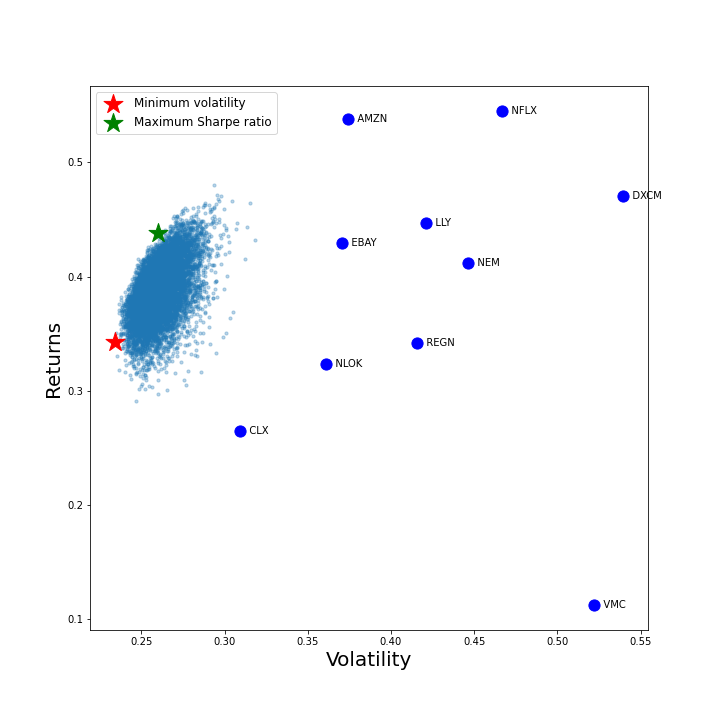 Minimum volatility
Maximum Sharpe ratio
AMZN
NFLX
DXCM
LLY
EBAY
NEM
REGN
NLOK
CLX
VMC
0.5
0.4
0.3
0.2
0.1
Returns
0.25 0.30 0.35 0.40 0.45 0.50 0.55
Volatility